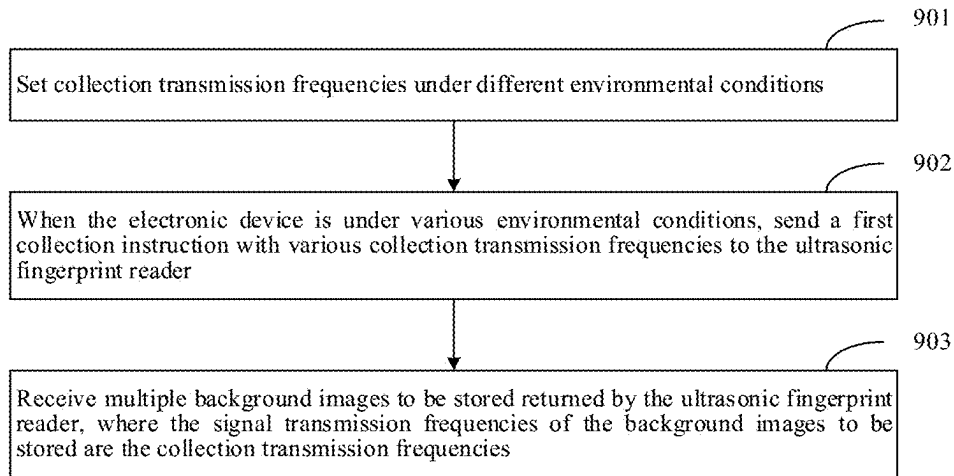 901
Set collection transmission frequencies under different environmental conditions
902
When the electronic device is under various environmental conditions, send a first
collection instruction with various collection transmission frequencies to the ultrasonic
fingerprint reader
903
Receive multiple background images to be stored returned by the ultrasonic fingerprint
reader, where the signal transmission frequencies of the background images to be
stored are the collection transmission frequencies